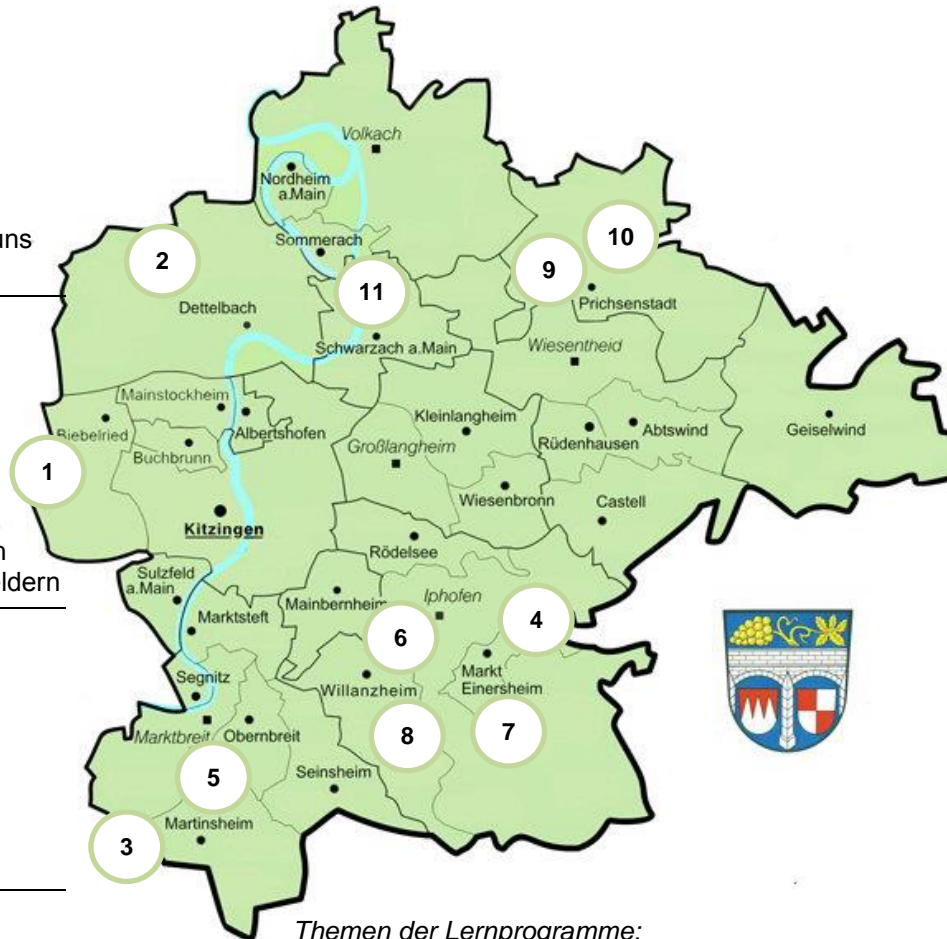 Volkach
Nordheim
a.Main
uns
Sommerach
10
2
9
11
Prichsenstadt
Dettelbach
Schwarzach a.Main
Wiesentheid
Mainstockheim
Kleinlangheim
Biebelried
Albertshofen
Abtswind
Geiselwind
Rüdenhausen
Großlangheim
Buchbrunn
1
Wiesenbronn
Castell
Kitzingen
Rödelsee
eldern
Sulzfeld
a.Main
Mainbernheim
Iphofen
Marktsteft
4
6
Markt
Einersheim
Segnitz
Willanzheim
7
8
Marktbreit
Obernbreit
5
Seinsheim
Martinsheim
3
Themen der Lernprogramme: